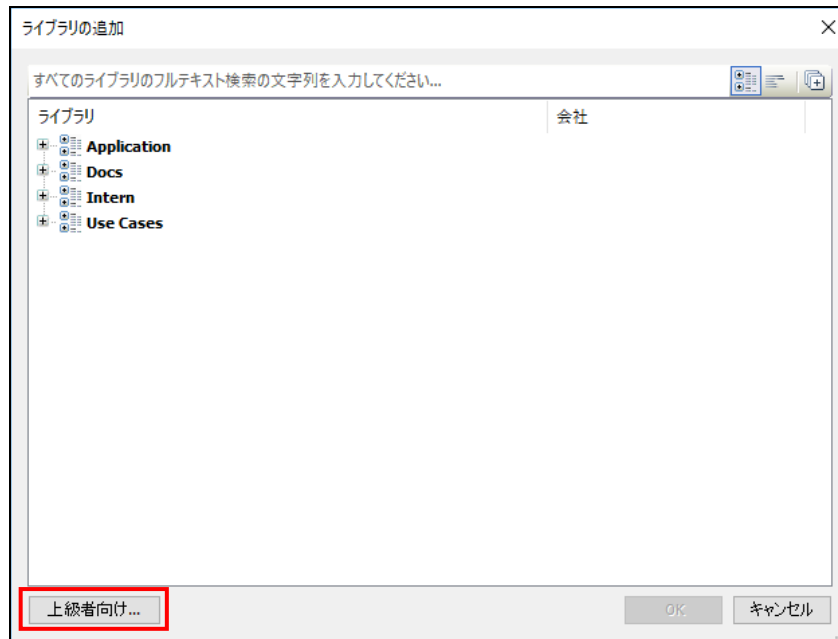 ライブラリの追加
すべてのライブラリのフルテキスト検索の文字列を入力してください...
ライブラリ 会社
Application
Docs
Intern
Use Cases
上級者向け... OK キャンセル